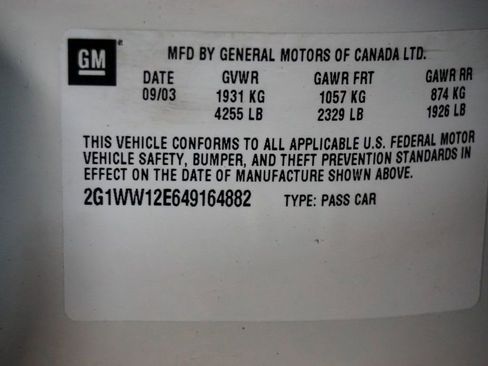 GM MFD BY GENERAL MOTORS OF CANADA LTD.
DATE GVWR GAWR FRT GAWR RR
09/03 1931 KG 1057 KG 874 KG
4255 LB 2329 LB 1926 LB
THIS VEHICLE CONFORMS TO ALL APPLICABLE U.S. FEDERAL MOTOR
VEHICLE SAFETY, BUMPER, AND THEFT PREVENTION STANDARDS IN
EFFECT ON THE DATE OF MANUFACTURE SHOWN ABOVE.
2G1WW12E649164882 TYPE: PASS CAR